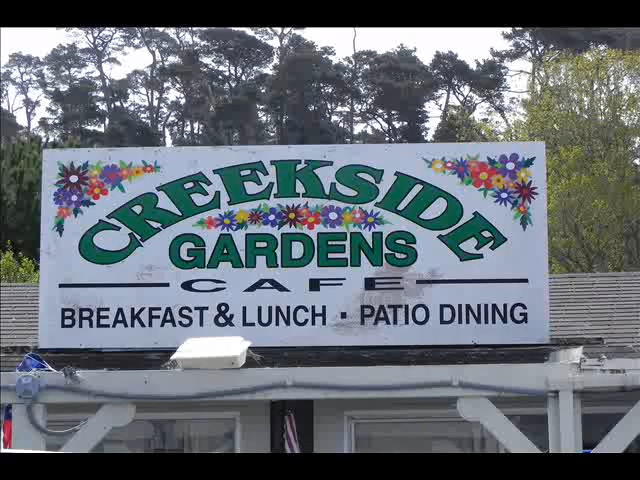 CREEKSIDE
GARDENS
CAFE
BREAKFAST & LUNCH · PATIO DINING